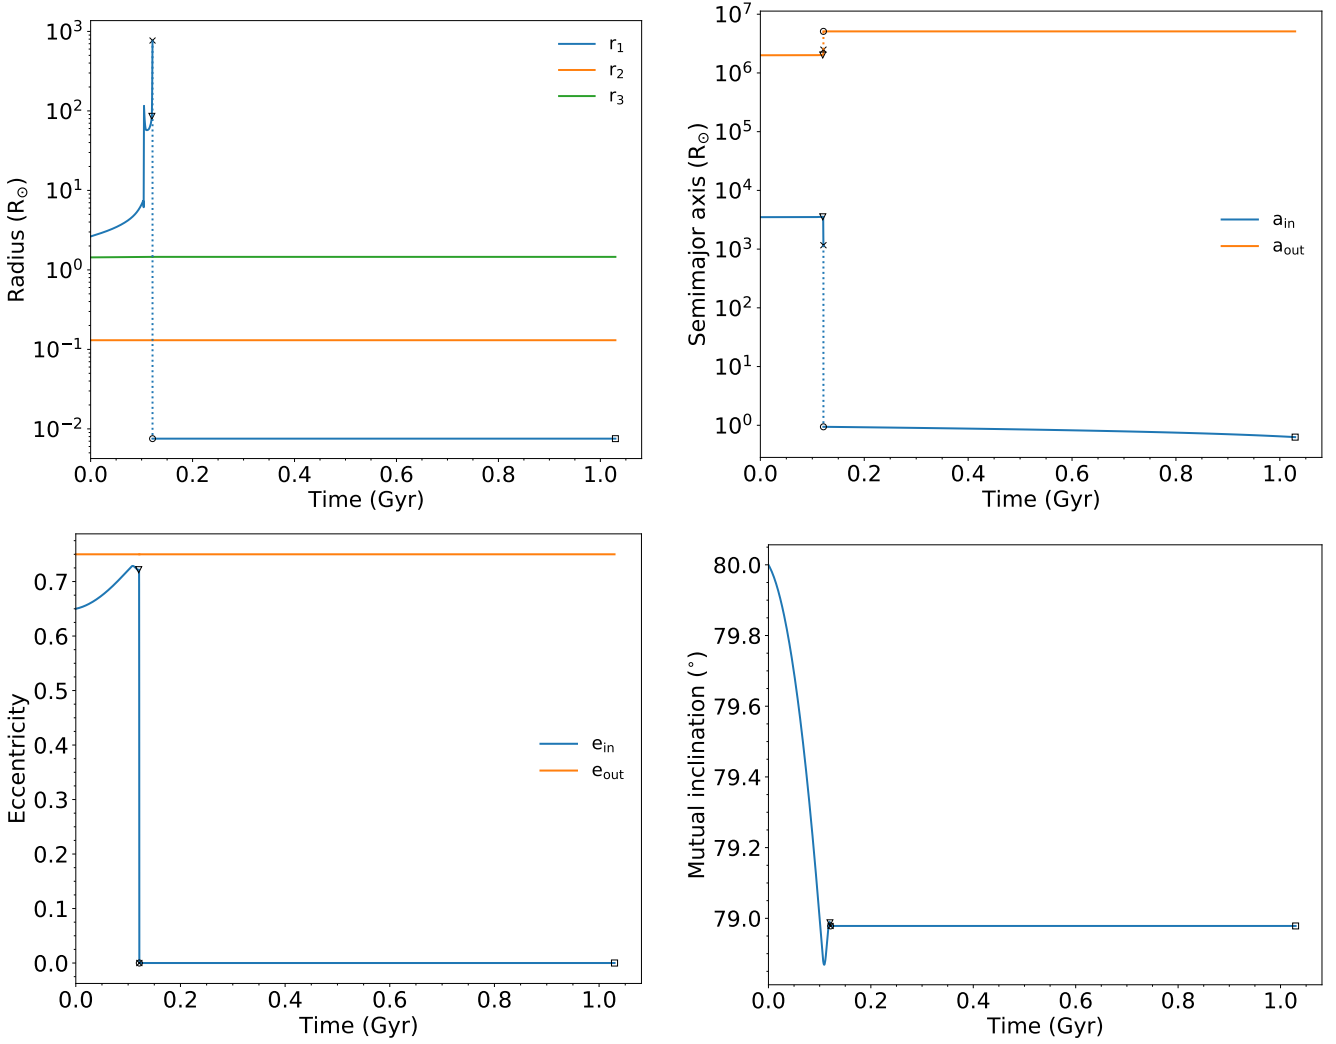 10³
10²
10¹
10⁰
10⁻¹
10⁻²
Radius (R☉)
r₁
r₂
r₃
0.0 0.2 0.4 0.6 0.8 1.0
Time (Gyr)
10⁷
10⁶
10⁵
10⁴
10³
10²
10¹
10⁰
Semimajor axis (R☉)
a_in
a_out
0.0 0.2 0.4 0.6 0.8 1.0
Time (Gyr)
0.7
0.6
0.5
0.4
0.3
0.2
0.1
0.0
Eccentricity
e_in
e_out
0.0 0.2 0.4 0.6 0.8 1.0
Time (Gyr)
80.0
79.8
79.6
79.4
79.2
79.0
Mutual inclination (°)
0.0 0.2 0.4 0.6 0.8 1.0
Time (Gyr)